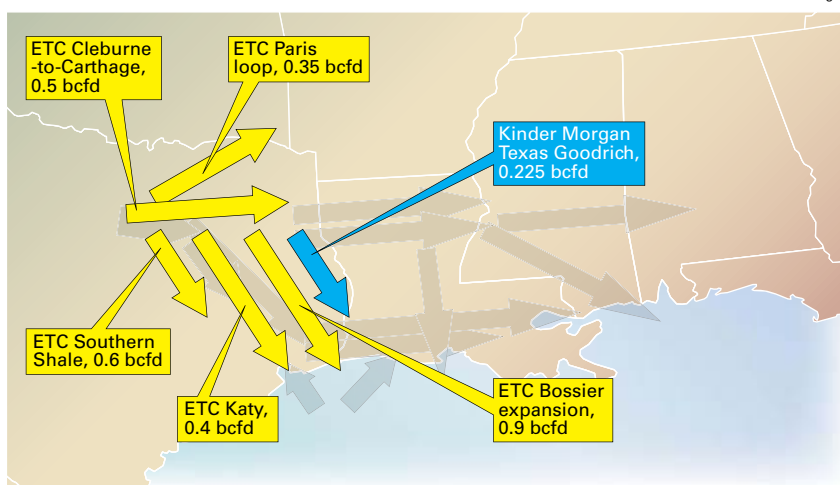 ETC Cleburne
-to-Carthage,
0.5 bcfd
ETC Paris
loop, 0.35 bcfd
Kinder Morgan
Texas Goodrich,
0.225 bcfd
ETC Southern
Shale, 0.6 bcfd
ETC Katy,
0.4 bcfd
ETC Bossier
expansion,
0.9 bcfd